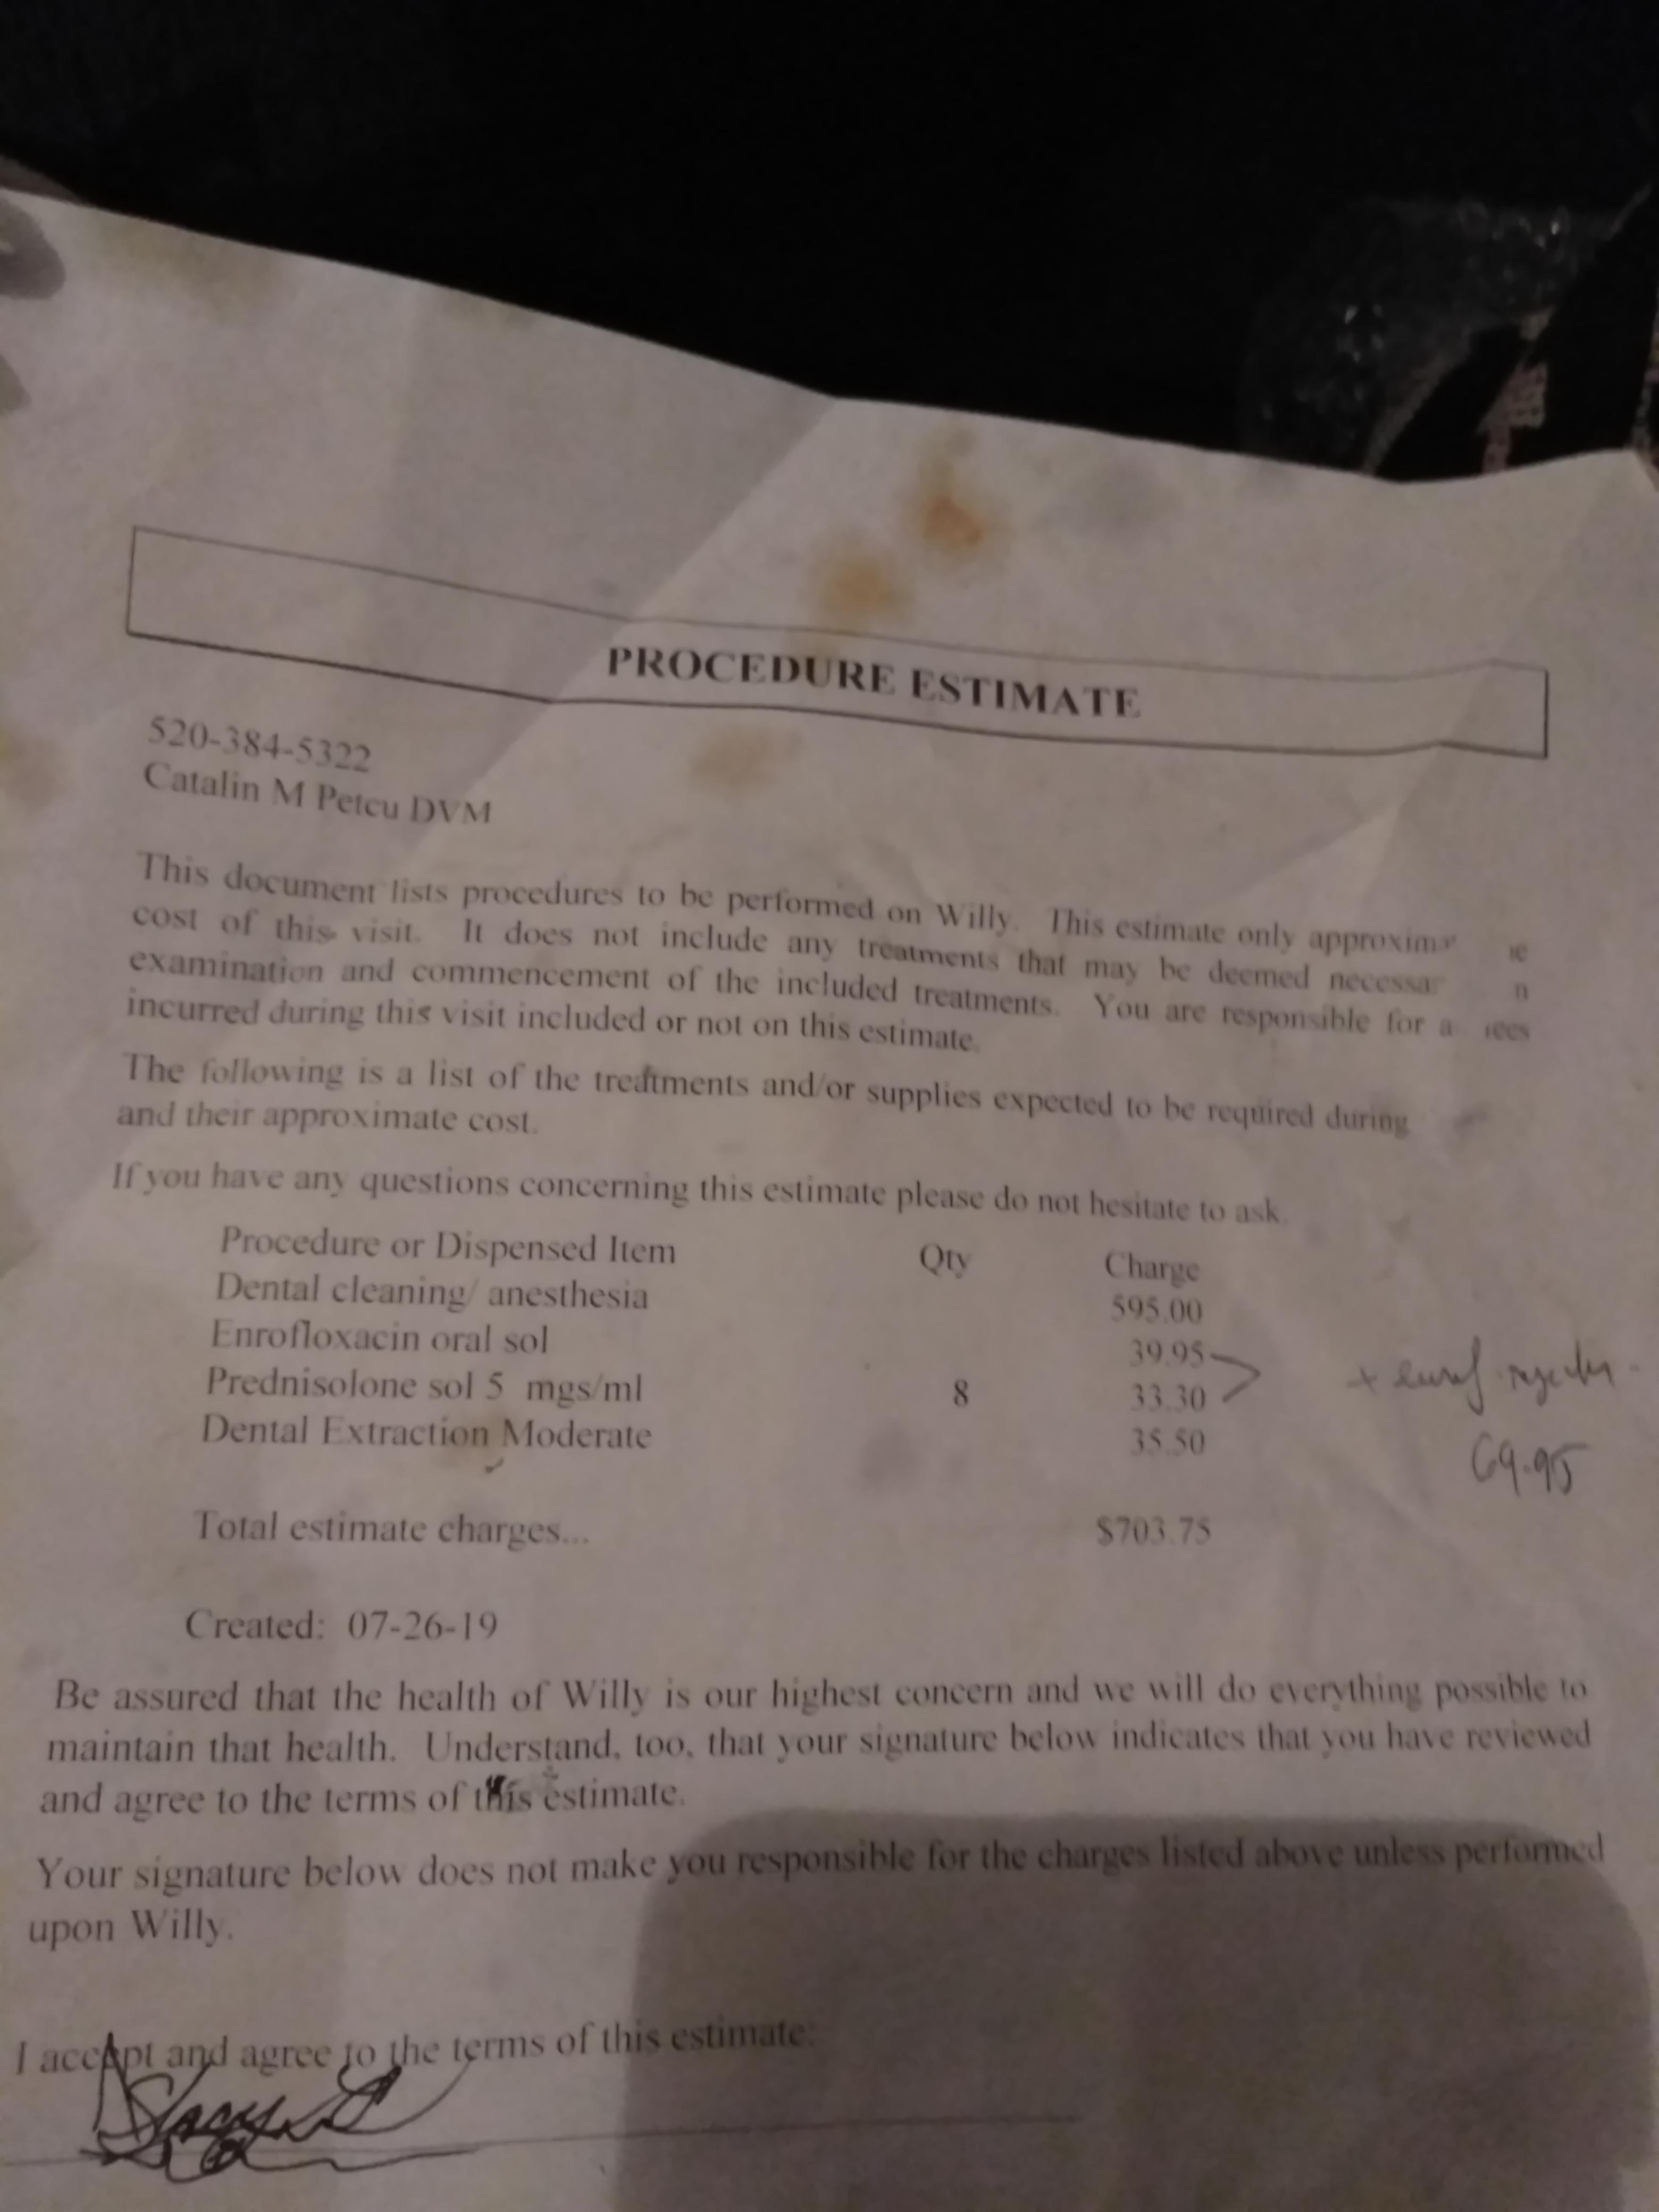 PROCEDURE ESTIMATE
520-384-5322
Catalin M Petcu DVM
This document lists procedures to be performed on Willy. This estimate only
cost of this visit. It does not include any treatments that may be deemed
examination and commencement of the included treatments. You are responsible for
incurred during this visit included or not on this estimate.
The following is a list of the treatments and/or supplies expected to be required during
and their approximate cost.
If you have any questions concerning this estimate please do not hesitate to ask.
Procedure or Dispensed Item Qty Charge
Dental cleaning/ anesthesia 595.00
Enrofloxacin oral sol 39.95
Prednisolone sol 5 mgs/ml 8 33.30
Dental Extraction Moderate 35.50
69.95
Total estimate charges... $703.75
Created: 07-26-19
Be assured that the health of Willy is our highest concern and we will do everything possible to
maintain that health. Understand, too, that your signature below indicates that you have reviewed
and agree to the terms of this estimate.
Your signature below does not make you responsible for the charges listed above unless performed
upon Willy.
I accept and agree to the terms of this estimate: